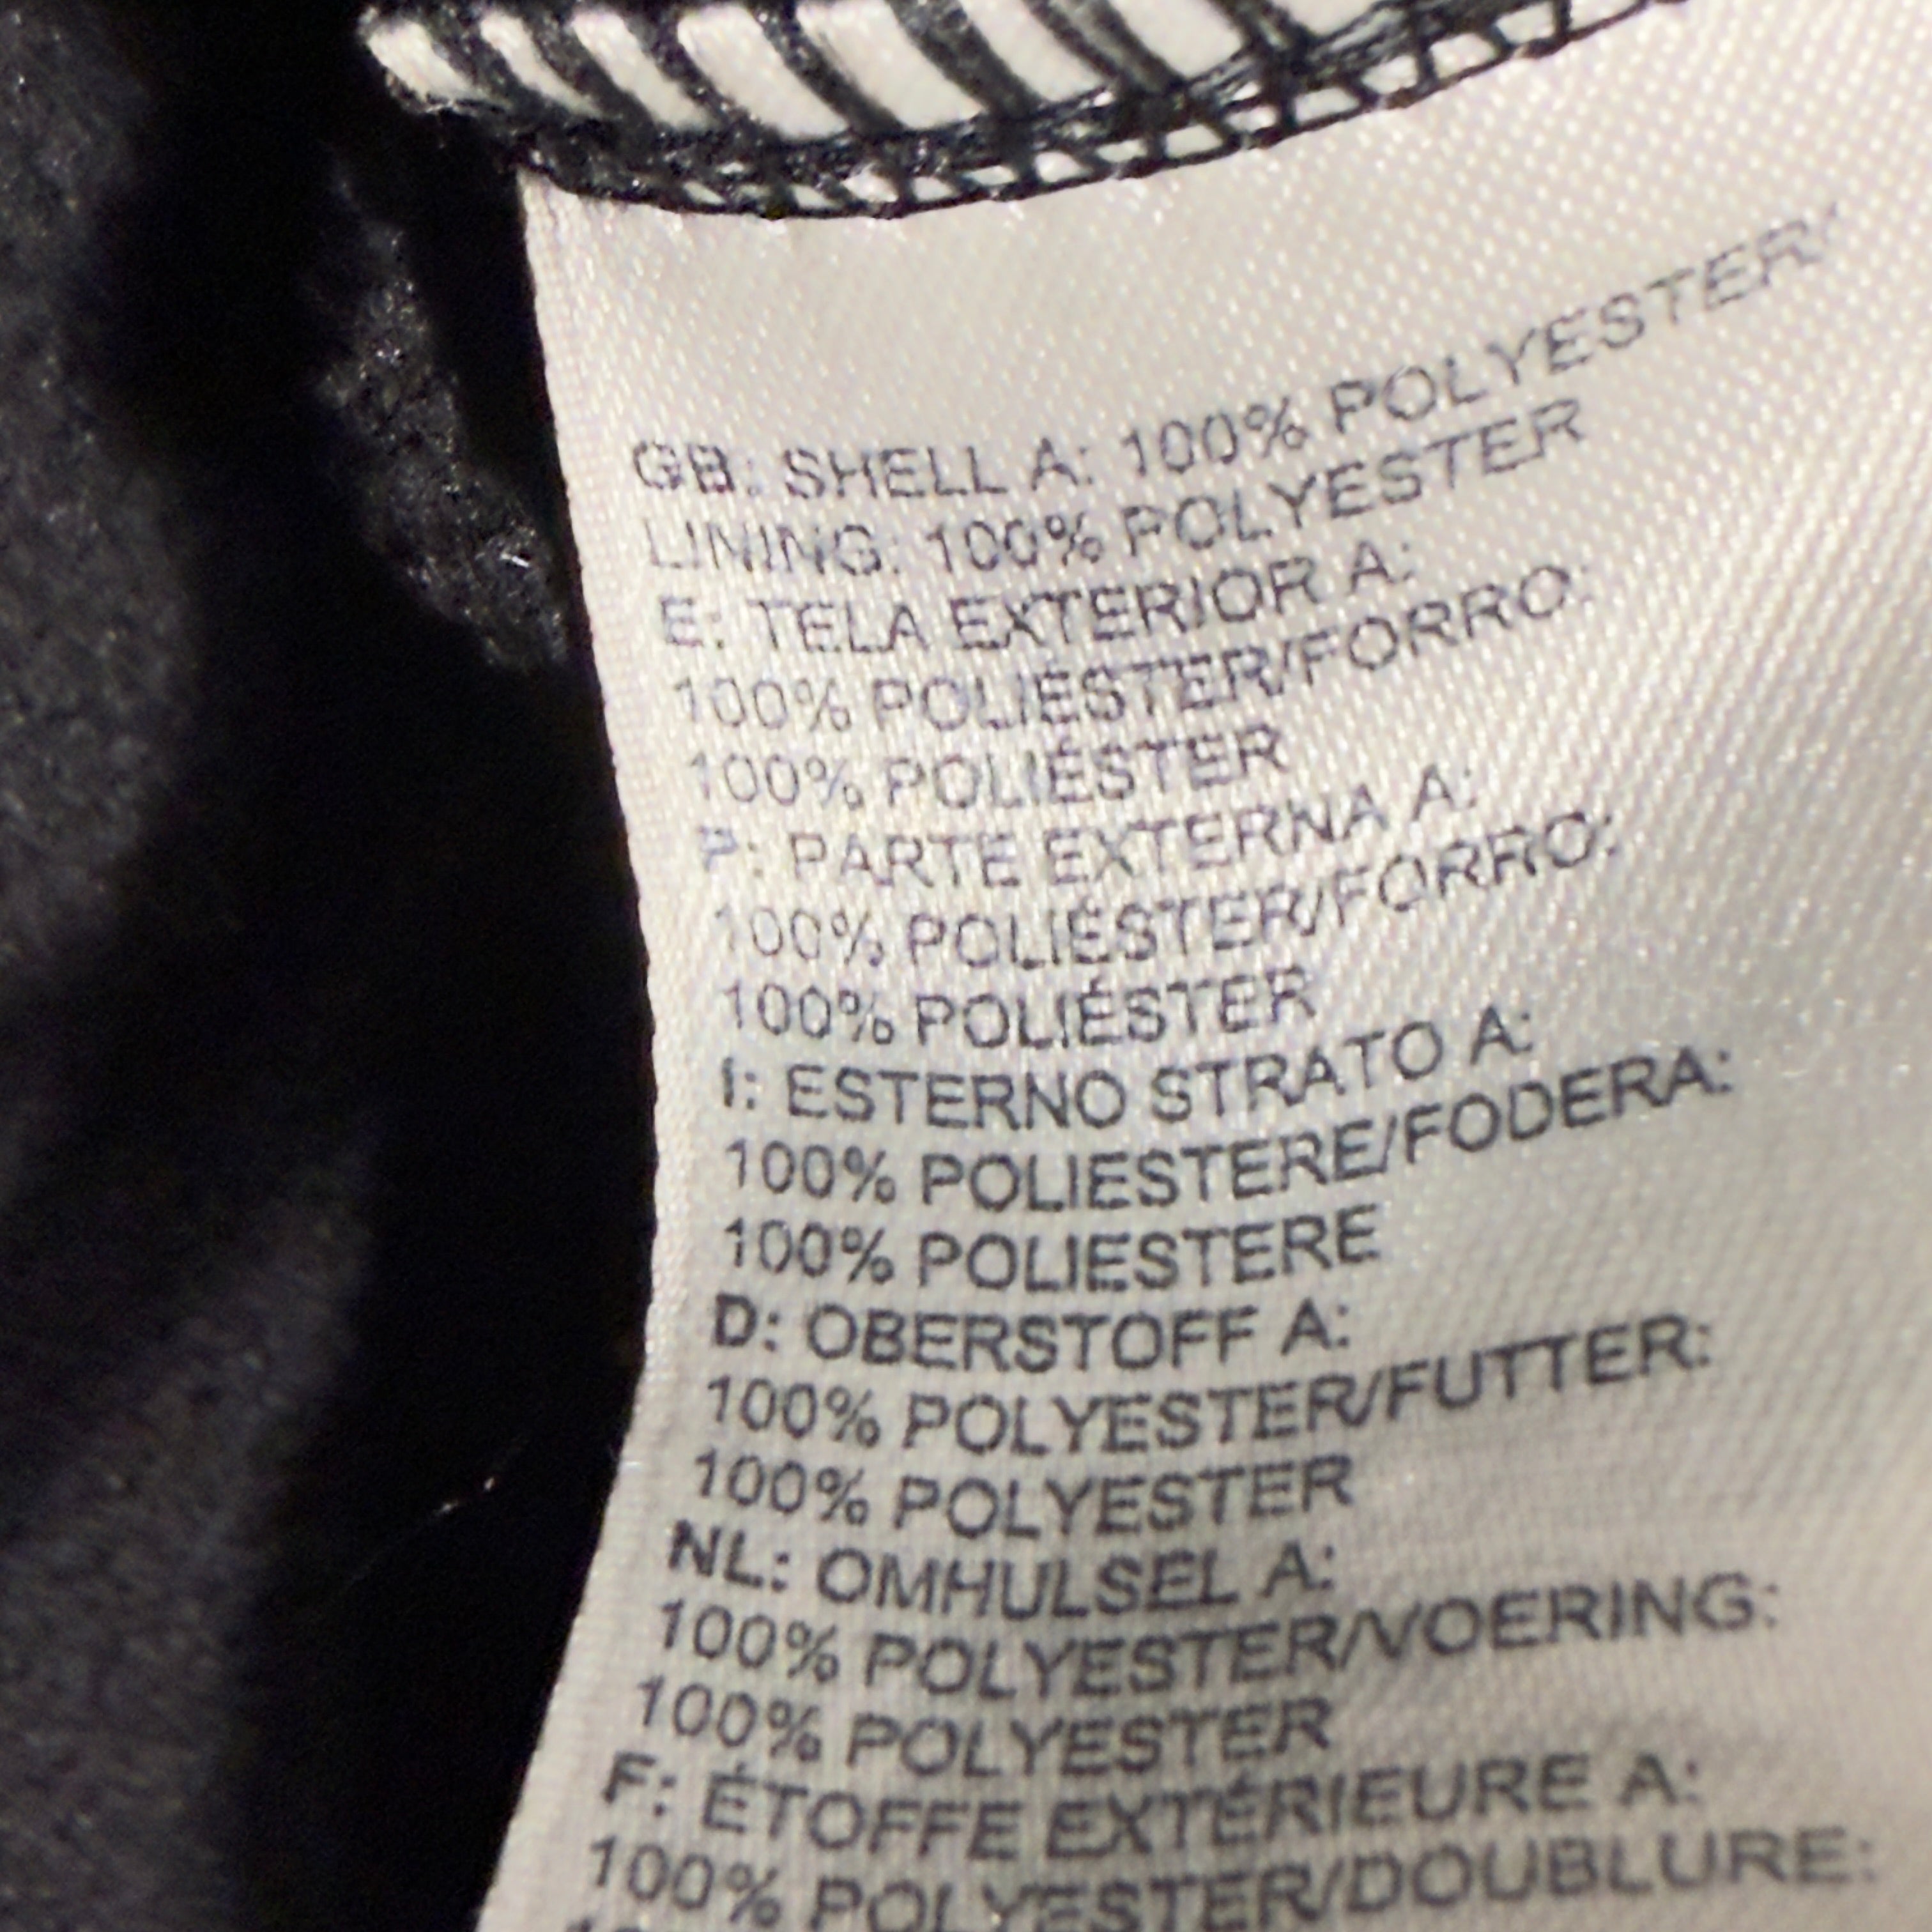 GB: SHELL A: 100% POLYESTER/
LINING: 100% POLYESTER
E: TELA EXTERIOR A:
100% POLIÉSTER/FORRO:
100% POLIÉSTER
P: PARTE EXTERNA A:
100% POLIÉSTER/FORRO:
100% POLIÉSTER
I: ESTERNO STRATO A:
100% POLIESTERE/FODERA:
100% POLIESTERE
D: OBERSTOFF A:
100% POLYESTER/FUTTER:
100% POLYESTER
NL: OMHULSEL A:
100% POLYESTER/VOERING:
100% POLYESTER
F: ÉTOFFE EXTÉRIEURE A:
100% POLYESTER/DOUBLURE: